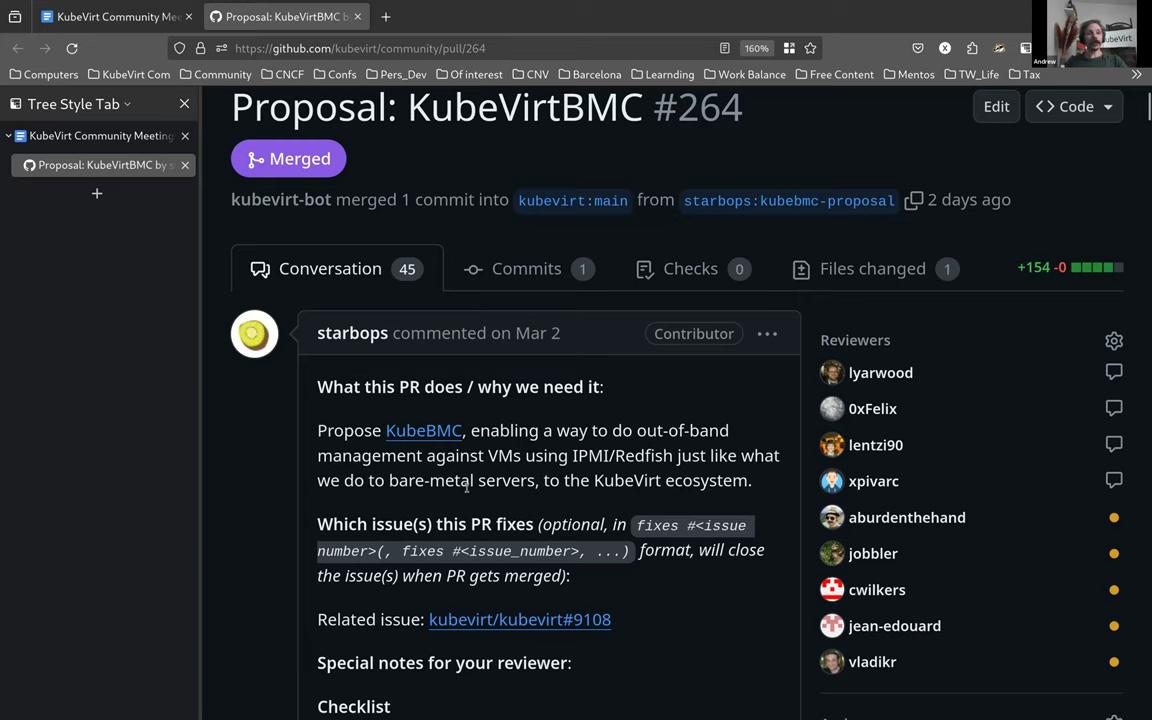 KubeVirt Community Mee
Proposal: KubeVirtBMC b
https://github.com/kubevirt/community/pull/264
160%
Computers
KubeVirt Com
Community
CNCF
Confs
Pers_Dev
Of interest
CNV
Barcelona
Learnding
Work Balance
Free Content
Mentos
TW_Life
Tax
Andrew
Tree Style Tab
KubeVirt Community Meeting
Proposal: KubeVirtBMC by s
Proposal: KubeVirtBMC #264
Edit
Code
Merged
kubevirt-bot merged 1 commit into kubevirt:main from starbops:kubebmc-proposal 2 days ago
Conversation 45
Commits 1
Checks 0
Files changed 1
+154 -0
starbops commented on Mar 2
Contributor
What this PR does / why we need it:
Propose KubeBMC, enabling a way to do out-of-band
management against VMs using IPMI/Redfish just like what
we do to bare-metal servers, to the KubeVirt ecosystem.
Which issue(s) this PR fixes (optional, in fixes #<issue
number>(, fixes #<issue_number>, ...) format, will close
the issue(s) when PR gets merged):
Related issue: kubevirt/kubevirt#9108
Special notes for your reviewer:
Checklist
Reviewers
lyarwood
0xFelix
lentzi90
xpivarc
aburdenthehand
jobbler
cwilkers
jean-edouard
vladikr